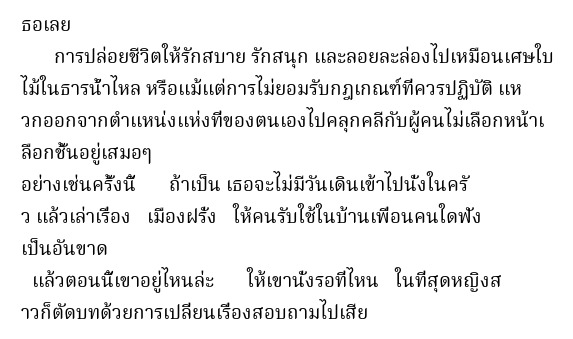 ธอเลย
การปล่อยชีวิตให้รักสบาย รักสนุก และลอยละล่องไปเหมือนเศษใบ
ไม้ในธารน้ำไหล หรือแม้แต่การไม่ยอมรับกฎเกณฑ์ที่ควรปฏิบัติ แห
วกออกจากตำแหน่งแห่งที่ของตนเองไปคลุกคลีกับผู้คนไม่เลือกหน้าเ
ลือกชั้นอยู่เสมอๆ
อย่างเช่นครั้งนี้ ถ้าเป็น เธอจะไม่มีวันเดินเข้าไปนั่งในครั
ว แล้วเล่าเรื่อง เมืองฝรั่ง ให้คนรับใช้ในบ้านเพื่อนคนใดฟัง
เป็นอันขาด
แล้วตอนนี้เขาอยู่ไหนล่ะ ให้เขานั่งรอที่ไหน ในที่สุดหญิงส
าวก็ตัดบทด้วยการเปลี่ยนเรื่องสอบถามไปเสีย